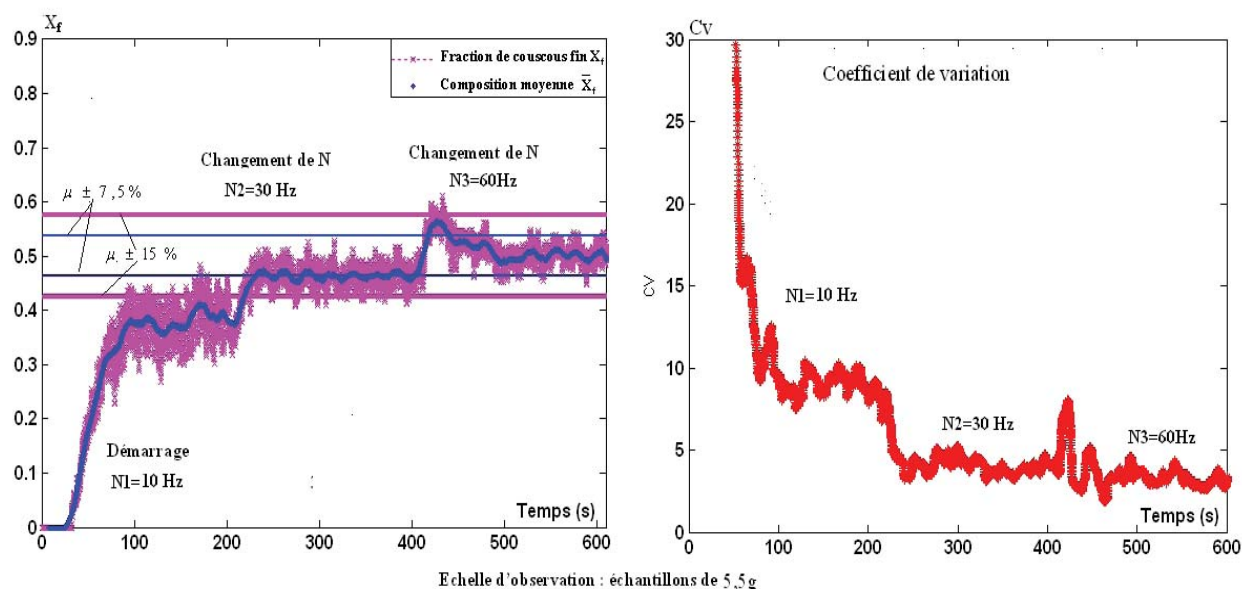 X_f
0.9
0.8
0.7
0.6
0.5
0.4
0.3
0.2
0.1
0
Fraction de couscous fin X_f
Composition moyenne X̄_f
Changement de N
N2=30 Hz
Changement de N
N3=60Hz
μ ± 7,5%
μ ± 15 %
Démarrage
N1=10 Hz
Temps (s)
0 100 200 300 400 500 600
Cv
30
25
20
15
10
5
0
CV
Coefficient de variation
N1=10 Hz
N2=30 Hz
N3=60Hz
Temps (s)
0 100 200 300 400 500 600
Echelle d'observation : échantillons de 5,5g